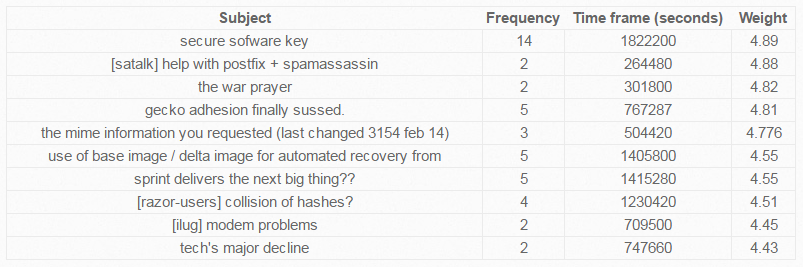 Subject Frequency Time frame (seconds) Weight
secure sofware key 14 1822200 4.89
[satalk] help with postfix + spamassassin 2 264480 4.88
the war prayer 2 301800 4.82
gecko adhesion finally sussed. 5 767287 4.81
the mime information you requested (last changed 3154 feb 14) 3 504420 4.776
use of base image / delta image for automated recovery from 5 1405800 4.55
sprint delivers the next big thing?? 5 1415280 4.55
[razor-users] collision of hashes? 4 1230420 4.51
[ilug] modem problems 2 709500 4.45
tech's major decline 2 747660 4.43